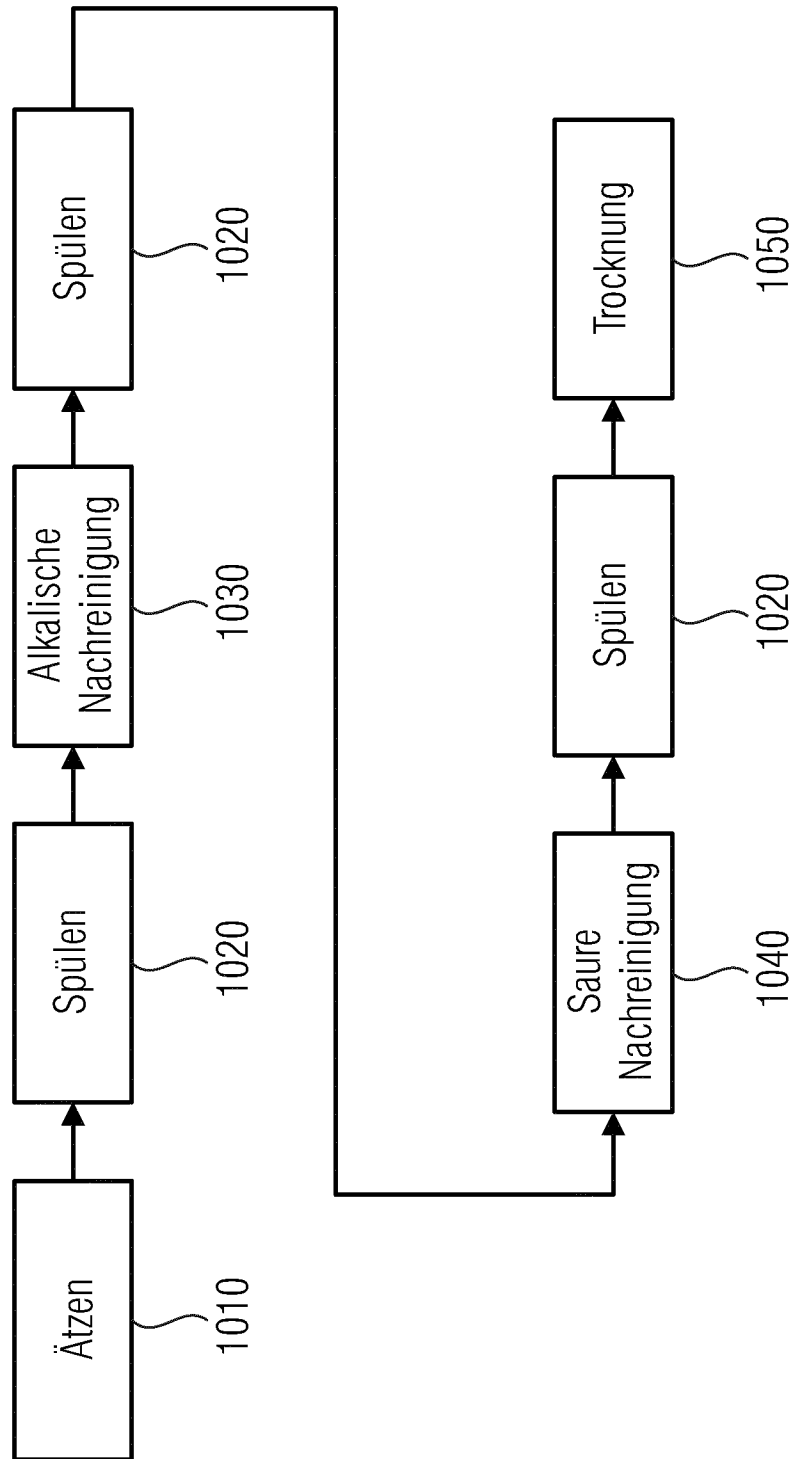 Ätzen
1010
Spülen
1020
Alkalische
Nachreinigung
1030
Spülen
1020
Saure
Nachreinigung
1040
Spülen
1020
Trocknung
1050